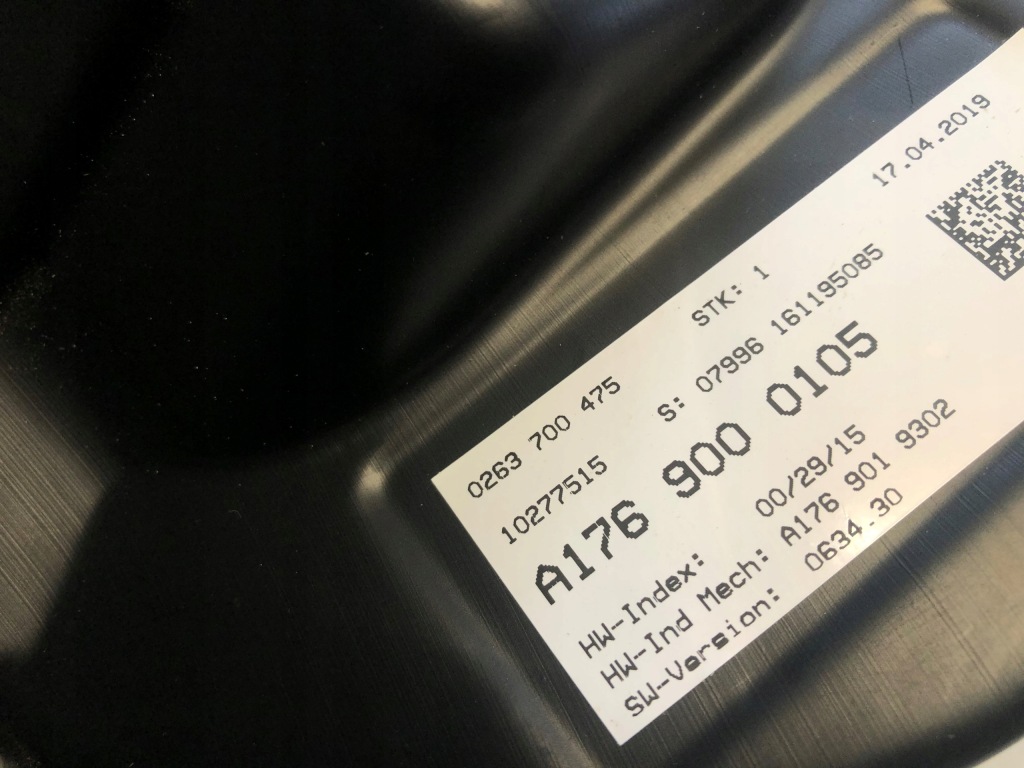 17.04.2019
0263 700 475 STK: 1
10277515 S: 07996 161195085
A176 900 0105
HW-Index: 00/29/15
HW-Ind Mech: A176 901 9302
SW-Version: 0634.30